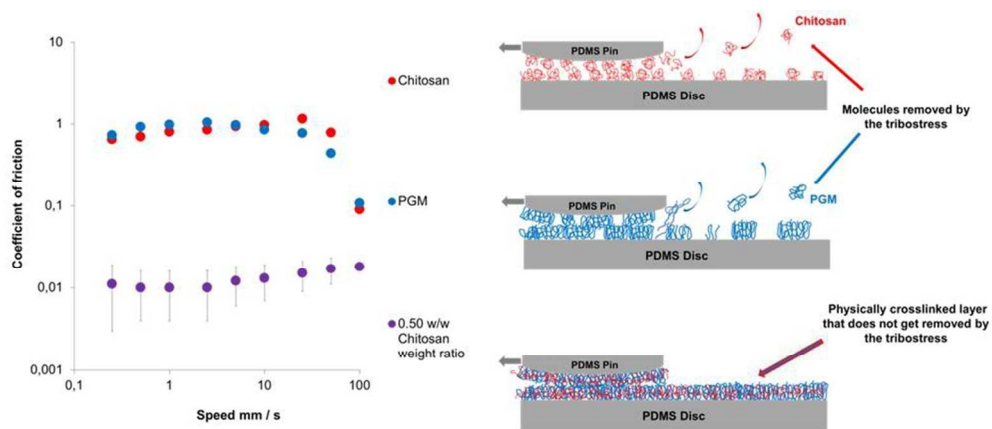 10
1
0,1
0,01
0,001
Coefficient of friction
0.1
1
10
100
Speed mm / s
Chitosan
PGM
0.50 w/w
Chitosan
weight ratio
Chitosan
PDMS Pin
PDMS Disc
Molecules removed by
the tribostress
PGM
PDMS Pin
PDMS Disc
Physically crosslinked layer
that does not get removed by
the tribostress
PDMS Pin
PDMS Disc